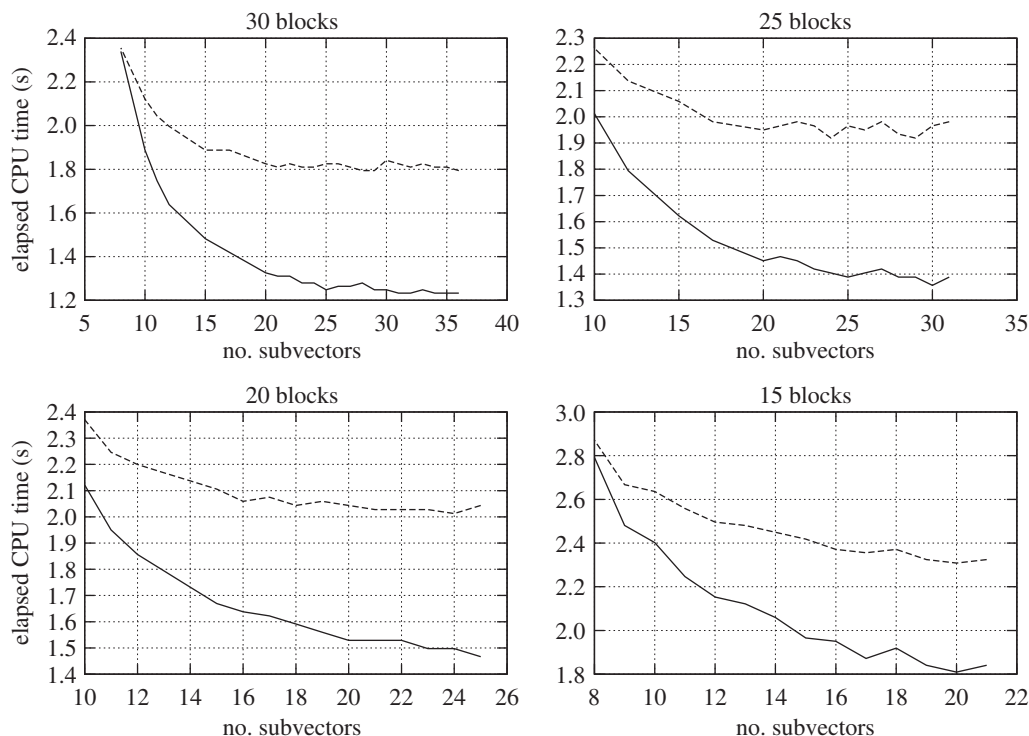 30 blocks
elapsed CPU time (s)
2.4
2.2
2.0
1.8
1.6
1.4
1.2
5 10 15 20 25 30 35 40
no. subvectors
25 blocks
2.3
2.2
2.1
2.0
1.9
1.8
1.7
1.6
1.5
1.4
1.3
10 15 20 25 30 35
no. subvectors
20 blocks
elapsed CPU time (s)
2.4
2.3
2.2
2.1
2.0
1.9
1.8
1.7
1.6
1.5
1.4
10 12 14 16 18 20 22 24 26
no. subvectors
15 blocks
3.0
2.8
2.6
2.4
2.2
2.0
1.8
8 10 12 14 16 18 20 22
no. subvectors